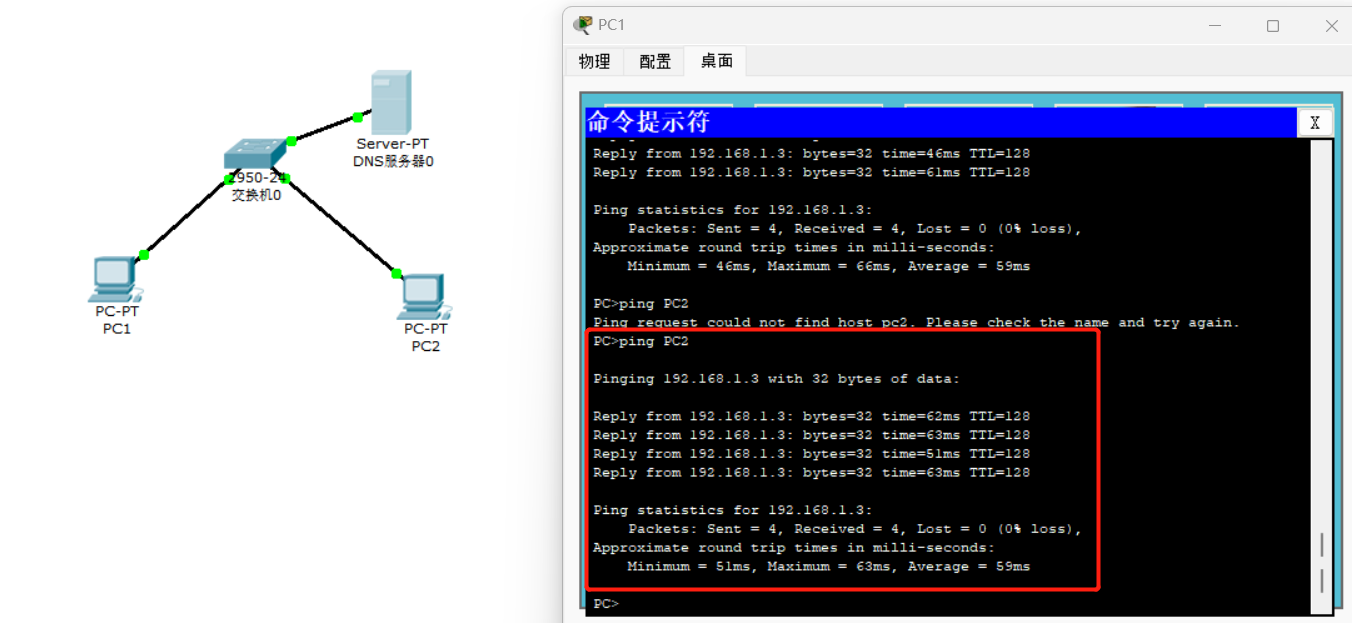 Server-PT
DNS服务器0
2950-24
交换机0
PC-PT
PC1
PC-PT
PC2
PC1
物理
配置
桌面
命令提示符
X
Reply from 192.168.1.3: bytes=32 time=46ms TTL=128
Reply from 192.168.1.3: bytes=32 time=61ms TTL=128
Ping statistics for 192.168.1.3:
Packets: Sent = 4, Received = 4, Lost = 0 (0% loss),
Approximate round trip times in milli-seconds:
Minimum = 46ms, Maximum = 66ms, Average = 59ms
PC>ping PC2
Ping request could not find host pc2. Please check the name and try again.
PC>ping PC2
Pinging 192.168.1.3 with 32 bytes of data:
Reply from 192.168.1.3: bytes=32 time=62ms TTL=128
Reply from 192.168.1.3: bytes=32 time=63ms TTL=128
Reply from 192.168.1.3: bytes=32 time=51ms TTL=128
Reply from 192.168.1.3: bytes=32 time=63ms TTL=128
Ping statistics for 192.168.1.3:
Packets: Sent = 4, Received = 4, Lost = 0 (0% loss),
Approximate round trip times in milli-seconds:
Minimum = 51ms, Maximum = 63ms, Average = 59ms
PC>